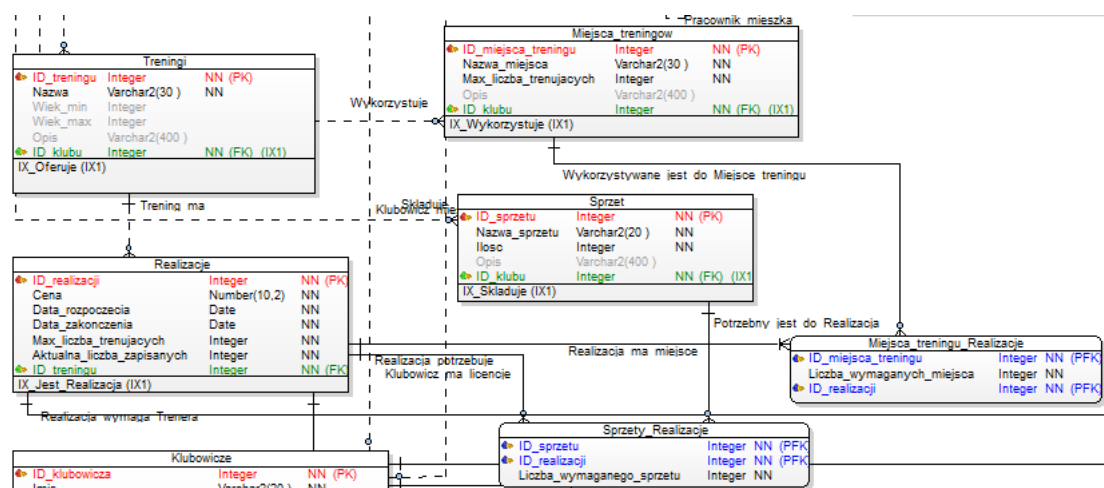 Pracownik mieszka
Treningi
ID_treningu Integer NN (PK)
Nazwa Varchar2(30 ) NN
Wiek_min Integer
Wiek_max Integer
Opis Varchar2(400 )
ID_klubu Integer NN (FK) (IX1)
IX_Oferuje (IX1)
Miejsca_treningow
ID_miejsca_treningu Integer NN (PK)
Nazwa_miejsca Varchar2(30 ) NN
Max_liczba_trenujacych Integer NN
Opis Varchar2(400 )
ID_klubu Integer NN (FK) (IX1)
IX_Wykorzystuje (IX1)
Wykorzystuje
Wykorzystywane jest do Miejsce treningu
Trening ma
Składuje
Klubowicz mie
Sprzet
ID_sprzetu Integer NN (PK)
Nazwa_sprzetu Varchar2(20 ) NN
Ilosc Integer NN
Opis Varchar2(400 )
ID_klubu Integer NN (FK) (IX1
IX_Skladuje (IX1)
Realizacje
ID_realizacji Integer NN (PK)
Cena Number(10,2) NN
Data_rozpoczecia Date NN
Data_zakonczenia Date NN
Max_liczba_trenujacych Integer NN
Aktualna_liczba_zapisanych Integer NN
ID_treningu Integer NN (FK)
IX_Jest_Realizacja (IX1)
Potrzebny jest do Realizacja
Realizacja ma miejsce
Realizacja potrzebuje
Klubowicz ma licencje
Miejsca_treningu_Realizacje
ID_miejsca_treningu Integer NN (PFK)
Liczba_wymaganych_miejsca Integer NN
ID_realizacji Integer NN (PFK)
Realizacja wymaga Trenera
Sprzety_Realizacje
ID_sprzetu Integer NN (PFK
ID_realizacji Integer NN (PFK
Liczba_wymaganego_sprzetu Integer NN
Klubowicze
ID_klubowicza Integer NN (PK)
Imie Varchar2(20 ) NN